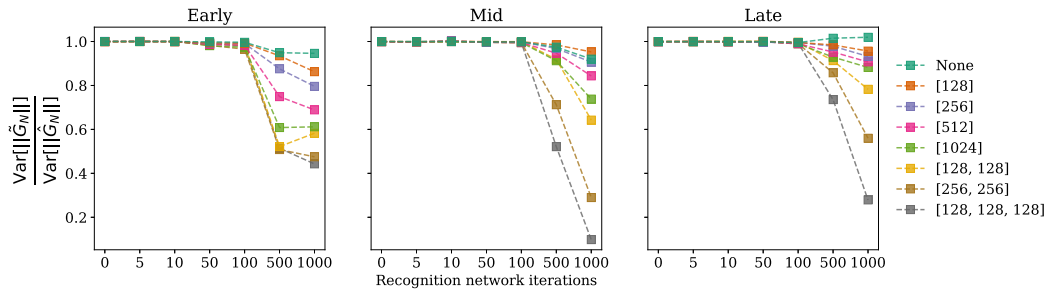 Early
Mid
Late
Var[||G̃_N||]
Var[||Ĝ_N||]
1.0
0.8
0.6
0.4
0.2
0 5 10 50 100 500 1000
0 5 10 50 100 500 1000
0 5 10 50 100 500 1000
Recognition network iterations
None
[128]
[256]
[512]
[1024]
[128, 128]
[256, 256]
[128, 128, 128]